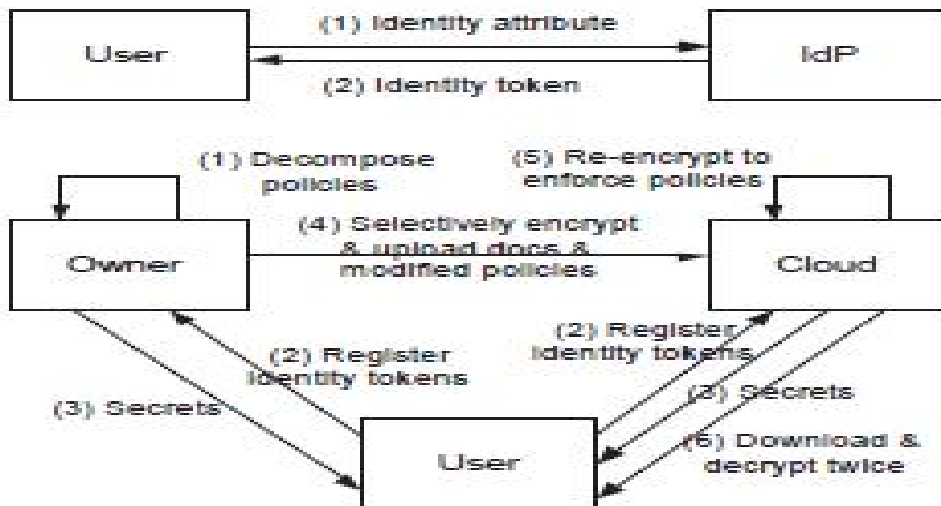 (1) Identity attribute
User
IdP
(2) Identity token
(1) Decompose
policies
(5) Re-encrypt to
enforce policies
(4) Selectively encrypt
& upload docs &
modified policies
Owner
Cloud
(2) Register
identity tokens
(2) Register
identity tokens
(3) Secrets
(3) Secrets
(6) Download &
decrypt twice
User